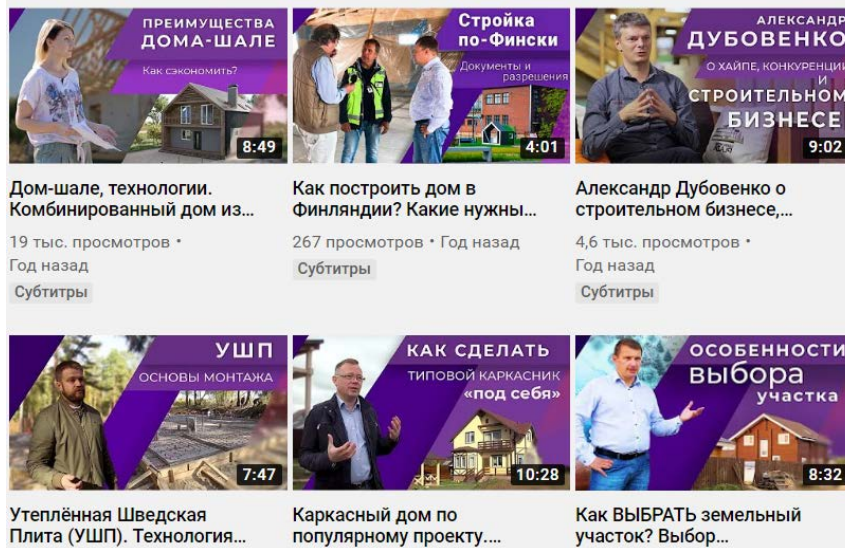 ПРЕИМУЩЕСТВА
ДОМА-ШАЛЕ
Как сэкономить?
8:49
Дом-шале, технологии.
Комбинированный дом из...
19 тыс. просмотров •
Год назад
Субтитры
Стройка
по-Фински
Документы и
разрешения
4:01
Как построить дом в
Финляндии? Какие нужны...
267 просмотров • Год назад
Субтитры
АЛЕКСАНДР
ДУБОВЕНКО
О ХАЙПЕ, КОНКУРЕНЦИИ
И
СТРОИТЕЛЬНОМ
БИЗНЕСЕ
9:02
Александр Дубовенко о
строительном бизнесе,...
4,6 тыс. просмотров •
Год назад
Субтитры
УШП
ОСНОВЫ МОНТАЖА
7:47
Утеплённая Шведская
Плита (УШП). Технология...
КАК СДЕЛАТЬ
ТИПОВОЙ КАРКАСНИК
«под себя»
10:28
Каркасный дом по
популярному проекту....
ОСОБЕННОСТИ
выбора
участка
8:32
Как ВЫБРАТЬ земельный
участок? Выбор...